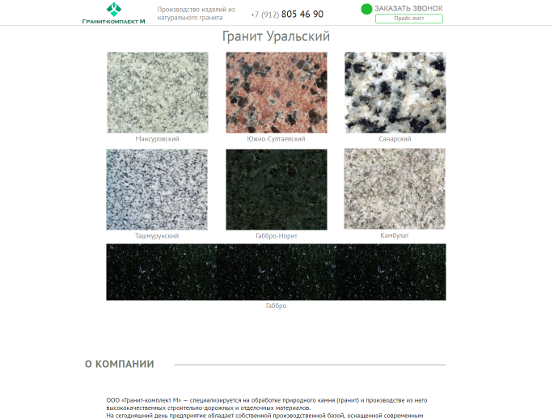 Гранит-комплект М
Производство изделий из
натурального гранита
+7 (912) 805 46 90
ЗАКАЗАТЬ ЗВОНОК
Прайс-лист
Гранит Уральский
Мансуровский
Южно-Султаевский
Сачарский
Ташмурунский
Габбро-Норит
Камбулат
Габбро
О КОМПАНИИ
ООО «Гранит-комплект М» — специализируется на обработке природного камня (гранит) и производстве из него
высококачественных строительно-дорожных и отделочных материалов.
На сегодняшний день предприятие обладает собственной производственной базой, оснащенной современным